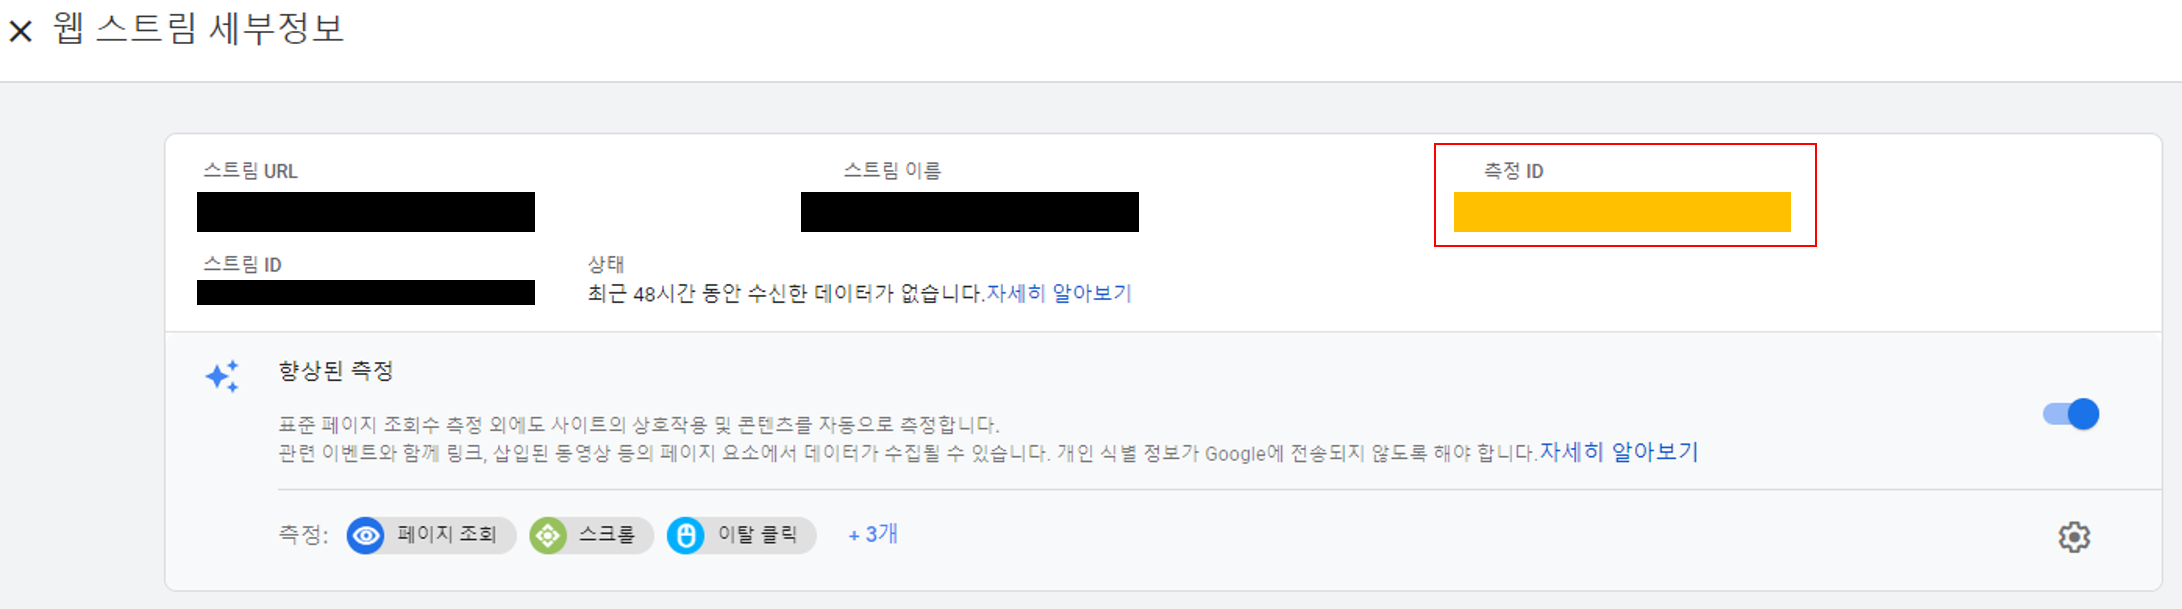 웹 스트림 세부정보
스트림 URL
스트림 이름
측정 ID
스트림 ID
상태
최근 48시간 동안 수신한 데이터가 없습니다.자세히 알아보기
향상된 측정
표준 페이지 조회수 측정 외에도 사이트의 상호작용 및 콘텐츠를 자동으로 측정합니다.
관련 이벤트와 함께 링크, 삽입된 동영상 등의 페이지 요소에서 데이터가 수집될 수 있습니다. 개인 식별 정보가 Google에 전송되지 않도록 해야 합니다.자세히 알아보기
측정: 페이지 조회 스크롤 이탈 클릭 + 3개